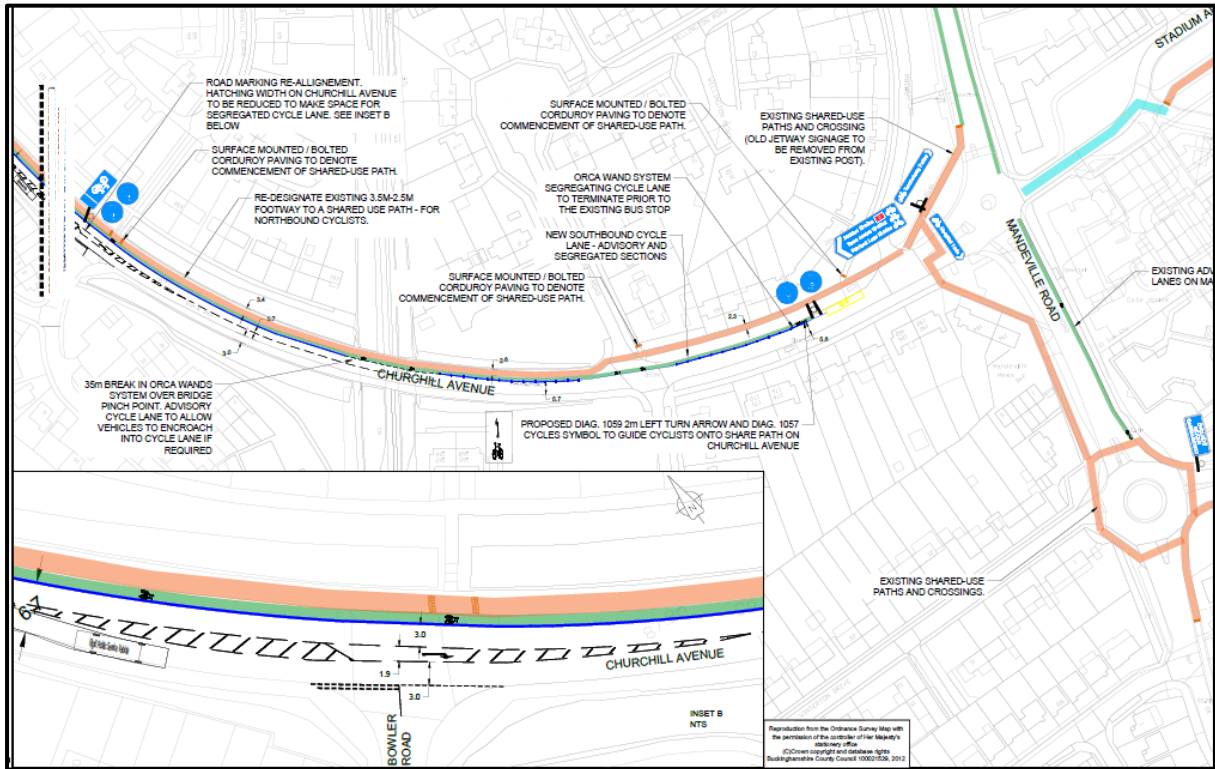 ROAD MARKING RE-ALLIGNEMENT.
HATCHING WIDTH ON CHURCHILL AVENUE
TO BE REDUCED TO MAKE SPACE FOR
SEGREGATED CYCLE LANE. SEE INSET B
BELOW
SURFACE MOUNTED / BOLTED
CORDUROY PAVING TO DENOTE
COMMENCEMENT OF SHARED-USE PATH.
RE-DESIGNATE EXISTING 3.5M-2.5M
FOOTWAY TO A SHARED USE PATH - FOR
NORTHBOUND CYCLISTS.
SURFACE MOUNTED / BOLTED
CORDUROY PAVING TO DENOTE
COMMENCEMENT OF SHARED-USE PATH.
ORCA WAND SYSTEM
SEGREGATING CYCLE LANE
TO TERMINATE PRIOR TO
THE EXISTING BUS STOP
NEW SOUTHBOUND CYCLE
LANE - ADVISORY AND
SEGREGATED SECTIONS
SURFACE MOUNTED / BOLTED
CORDUROY PAVING TO DENOTE
COMMENCEMENT OF SHARED-USE PATH.
EXISTING SHARED-USE
PATHS AND CROSSING
(OLD JETWAY SIGNAGE TO
BE REMOVED FROM
EXISTING POST).
STADIUM A
MANDEVILLE ROAD
EXISTING ADV
LANES ON MA
3.4
3.0
2.6
5.7
35m BREAK IN ORCA WANDS
SYSTEM OVER BRIDGE
PINCH POINT. ADVISORY
CYCLE LANE TO ALLOW
VEHICLES TO ENCROACH
INTO CYCLE LANE IF
REQUIRED
CHURCHILL AVENUE
PROPOSED DIAG. 1059 2m LEFT TURN ARROW AND DIAG. 1057
CYCLES SYMBOL TO GUIDE CYCLISTS ONTO SHARE PATH ON
CHURCHILL AVENUE
EXISTING SHARED-USE
PATHS AND CROSSINGS.
N
6.7
3.0
1.9
3.0
CHURCHILL AVENUE
BOWLER
ROAD
INSET B
NTS
Reproduction from the Ordnance Survey Map with
the permission of the controller of Her Majesty's
stationery office
(C)Crown copyright and database rights
Buckinghamshire County Council 100021529, 2012